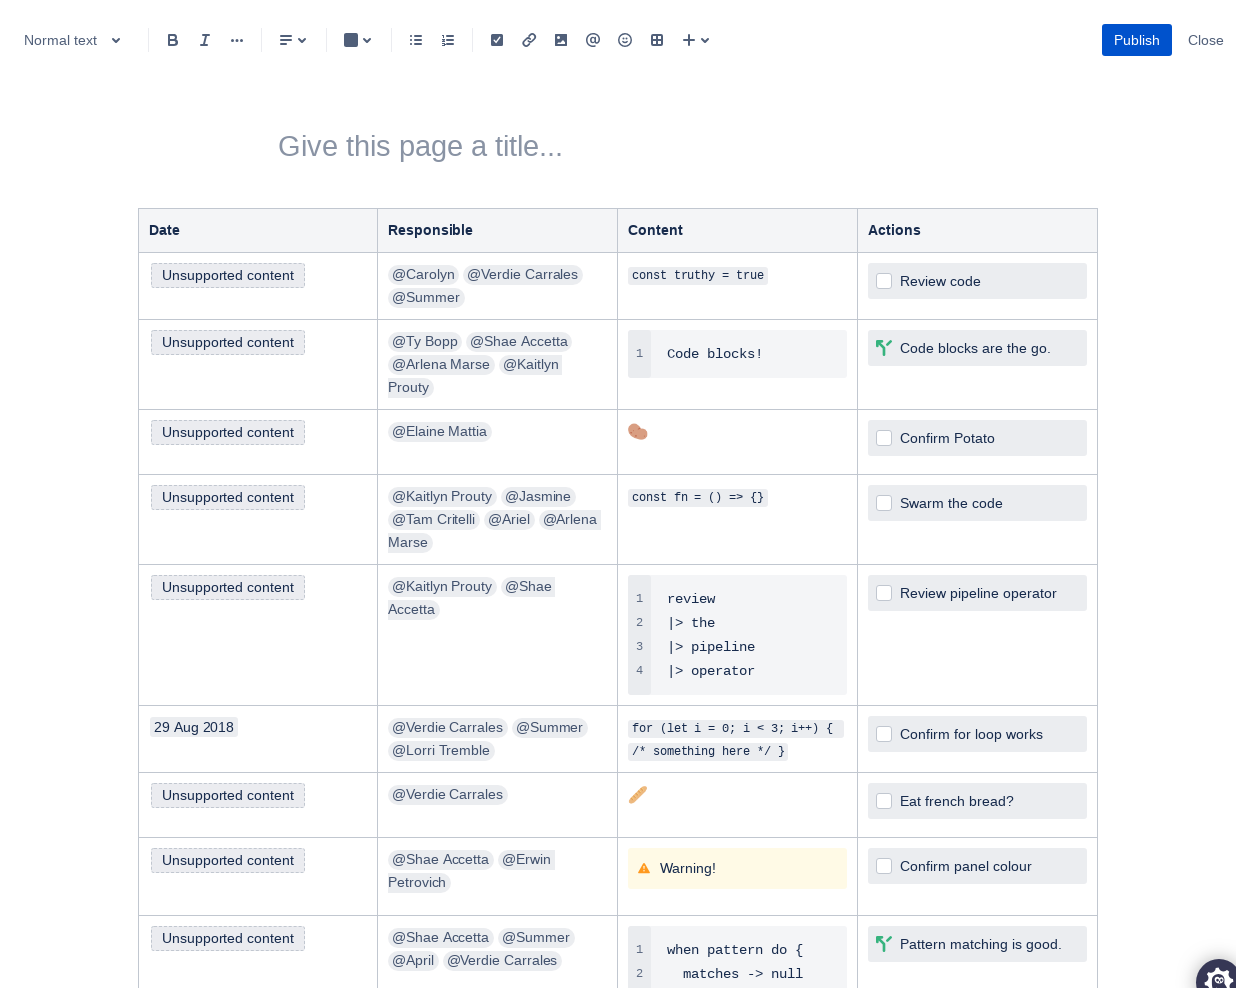 Normal text
Publish
Close
Give this page a title...
Date Responsible Content Actions
Unsupported content @Carolyn @Verdie Carrales const truthy = true Review code
@Summer
Unsupported content @Ty Bopp @Shae Accetta 1 Code blocks! Code blocks are the go.
@Arlena Marse @Kaitlyn
Prouty
Unsupported content @Elaine Mattia Confirm Potato
Unsupported content @Kaitlyn Prouty @Jasmine const fn = () => {} Swarm the code
@Tam Critelli @Ariel @Arlena
Marse
Unsupported content @Kaitlyn Prouty @Shae 1 review Review pipeline operator
Accetta 2 |> the
3 |> pipeline
4 |> operator
29 Aug 2018 @Verdie Carrales @Summer for (let i = 0; i < 3; i++) { Confirm for loop works
@Lorri Tremble /* something here */ }
Unsupported content @Verdie Carrales Eat french bread?
Unsupported content @Shae Accetta @Erwin Warning! Confirm panel colour
Petrovich
Unsupported content @Shae Accetta @Summer 1 when pattern do { Pattern matching is good.
@April @Verdie Carrales 2 matches -> null